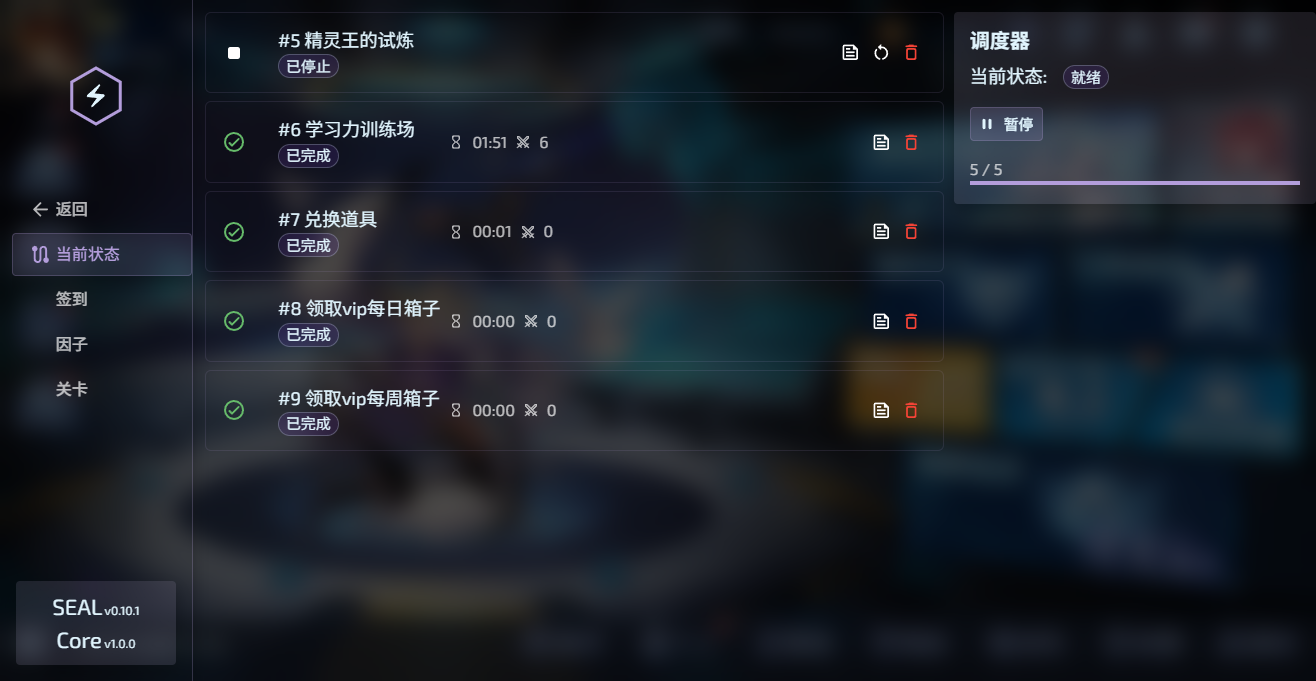 返回
当前状态
签到
因子
关卡
SEAL v0.10.1
Core v1.0.0
#5 精灵王的试炼
已停止
#6 学习力训练场
已完成
01:51 6
#7 兑换道具
已完成
00:01 0
#8 领取vip每日箱子
已完成
00:00 0
#9 领取vip每周箱子
已完成
00:00 0
调度器
当前状态: 就绪
暂停
5 / 5